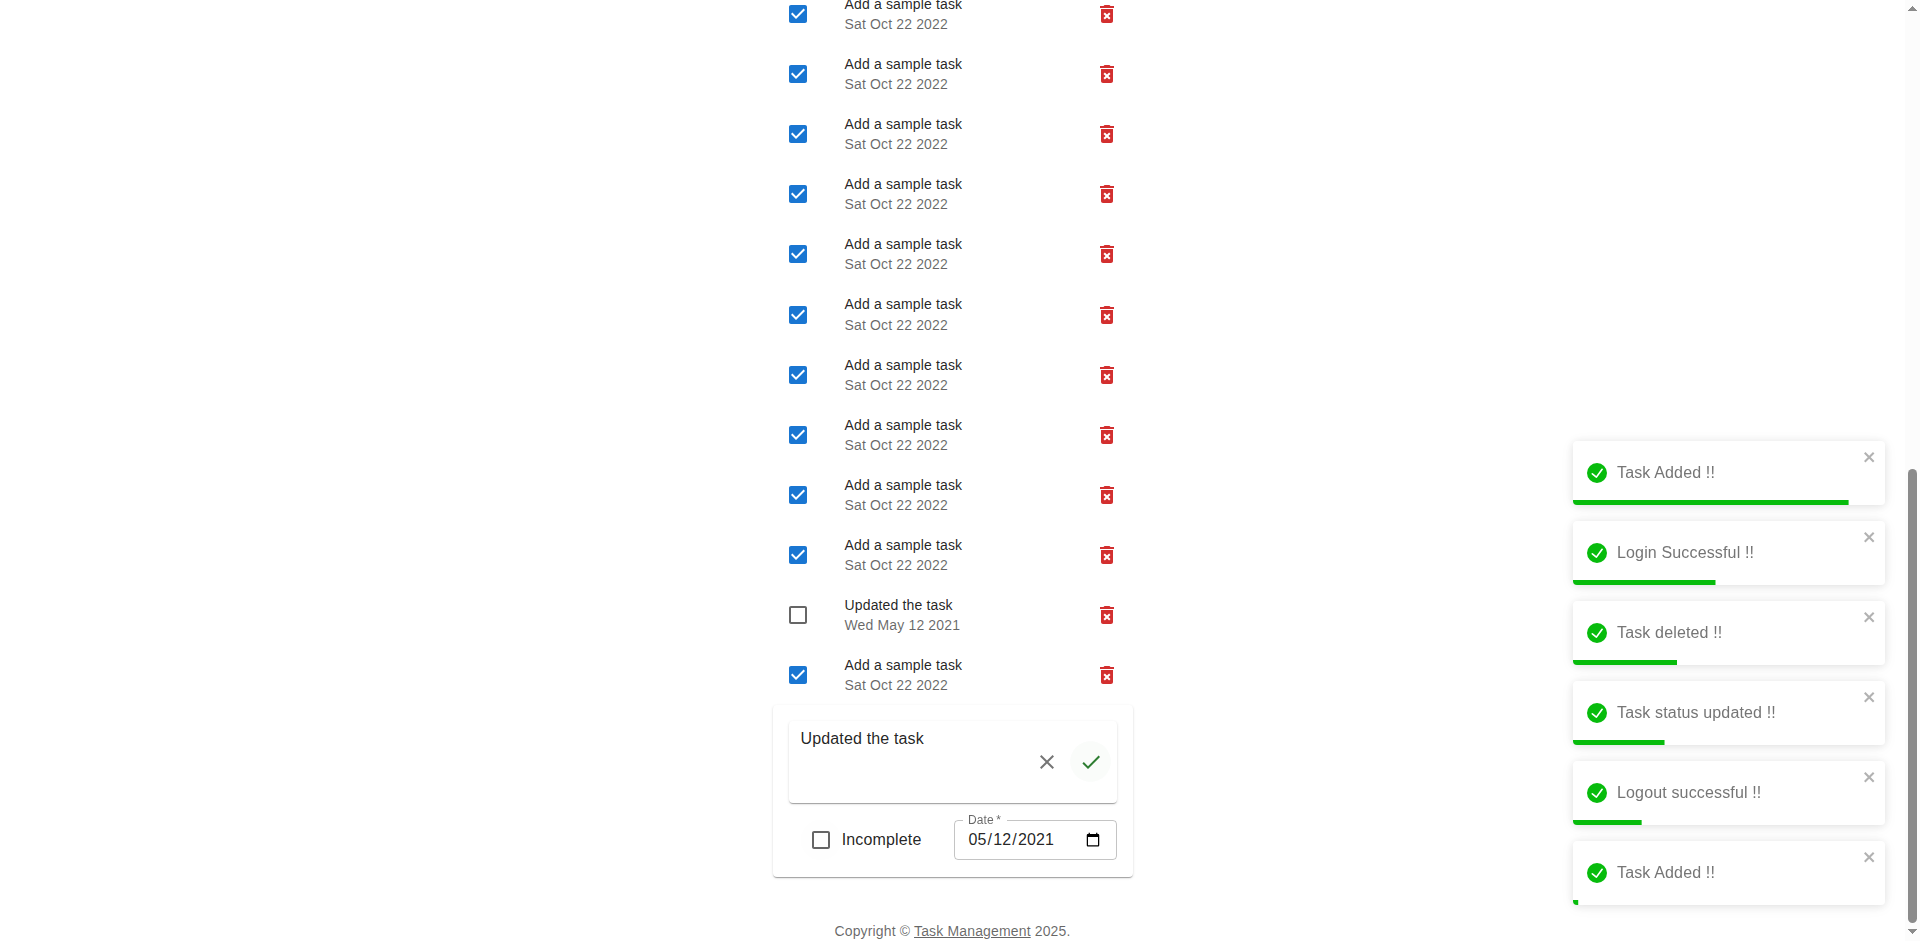 Add a sample task
Sat Oct 22 2022
Add a sample task
Sat Oct 22 2022
Add a sample task
Sat Oct 22 2022
Add a sample task
Sat Oct 22 2022
Add a sample task
Sat Oct 22 2022
Add a sample task
Sat Oct 22 2022
Add a sample task
Sat Oct 22 2022
Add a sample task
Sat Oct 22 2022
Add a sample task
Sat Oct 22 2022
Add a sample task
Sat Oct 22 2022
Updated the task
Wed May 12 2021
Add a sample task
Sat Oct 22 2022
Updated the task
Incomplete
Date *
05/12/2021
Copyright © Task Management 2025.
Task Added !!
Login Successful !!
Task deleted !!
Task status updated !!
Logout successful !!
Task Added !!